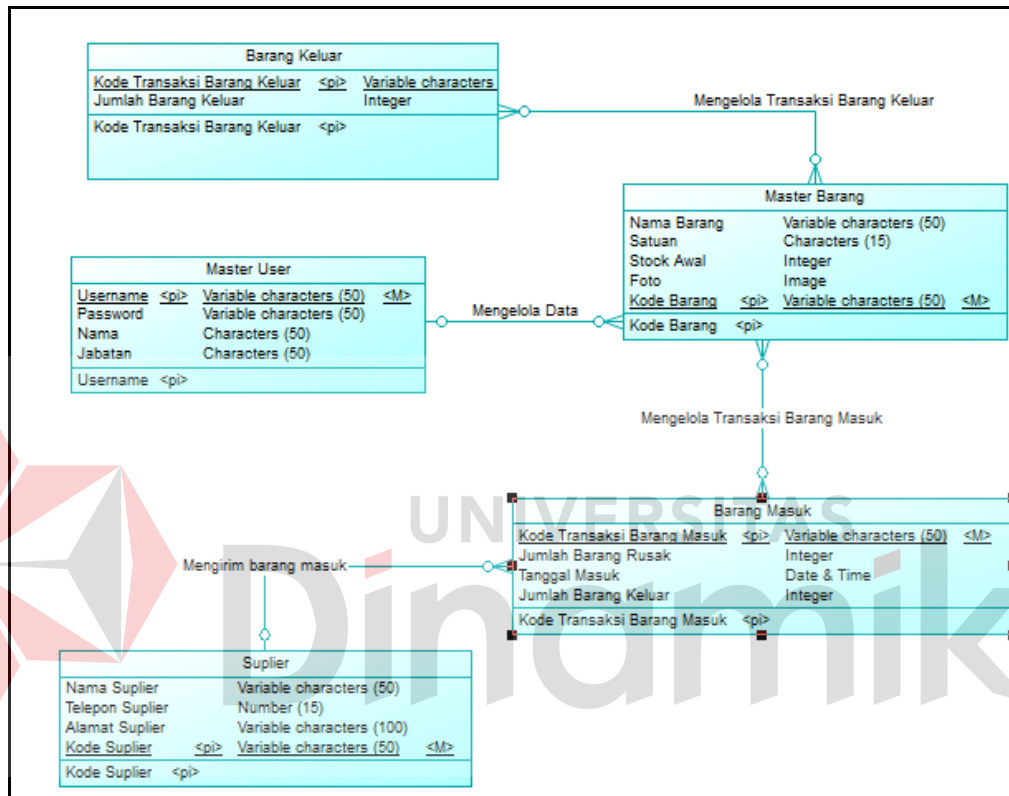 Barang Keluar
Kode Transaksi Barang Keluar <pi> Variable characters
Jumlah Barang Keluar Integer
Kode Transaksi Barang Keluar <pi>
Mengelola Transaksi Barang Keluar
Master Barang
Nama Barang Variable characters (50)
Satuan Characters (15)
Stock Awal Integer
Foto Image
Kode Barang <pi> Variable characters (50) <M>
Kode Barang <pi>
Master User
Username <pi> Variable characters (50) <M>
Password Variable characters (50)
Nama Characters (50)
Jabatan Characters (50)
Username <pi>
Mengelola Data
Mengelola Transaksi Barang Masuk
Barang Masuk
Kode Transaksi Barang Masuk <pi> Variable characters (50) <M>
Jumlah Barang Rusak Integer
Tanggal Masuk Date & Time
Jumlah Barang Keluar Integer
Kode Transaksi Barang Masuk <pi>
Mengirim barang masuk
Suplier
Nama Suplier Variable characters (50)
Telepon Suplier Number (15)
Alamat Suplier Variable characters (100)
Kode Suplier <pi> Variable characters (50) <M>
Kode Suplier <pi>
UNIVERSITAS
Dinamik